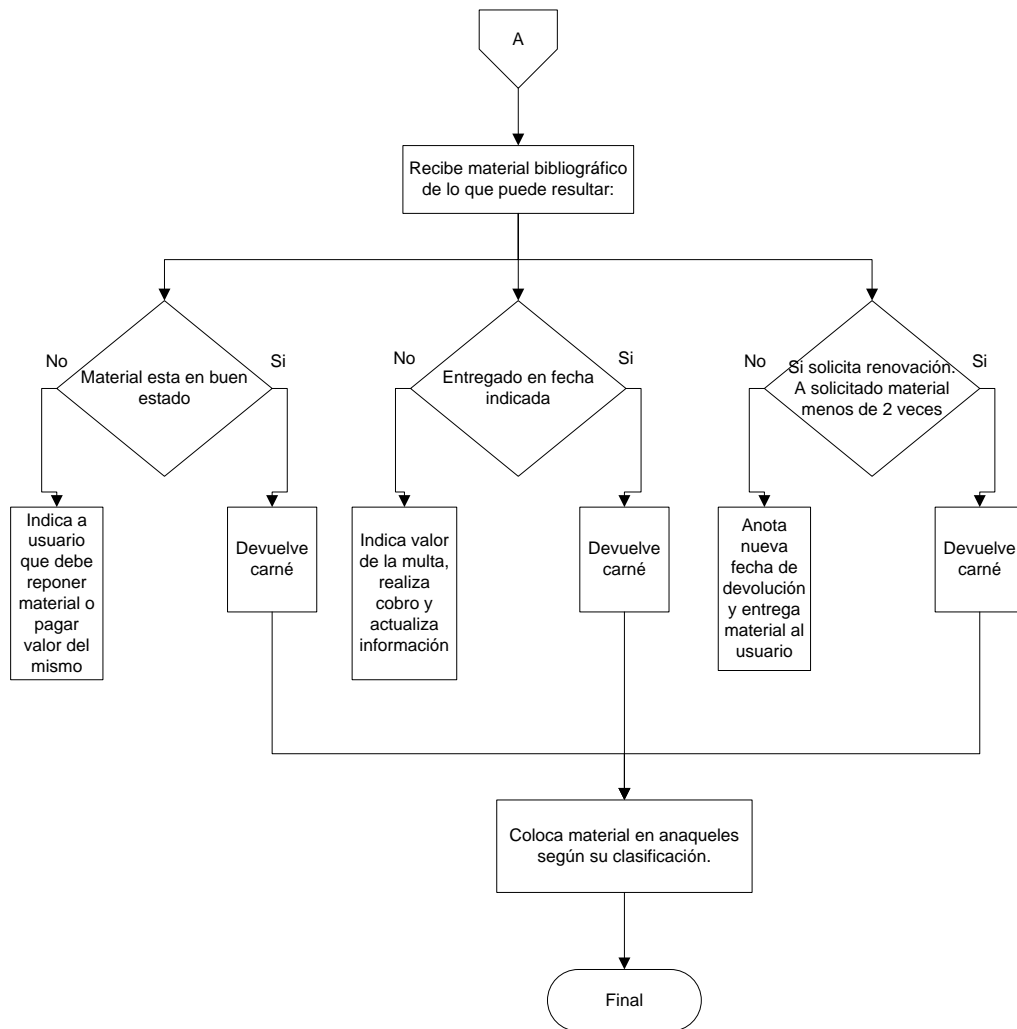 A
Recibe material bibliográfico
de lo que puede resultar:
No
Si
Material esta en buen
estado
No
Si
Entregado en fecha
indicada
No
Si
Si solicita renovación.
A solicitado material
menos de 2 veces
Indica a
usuario
que debe
reponer
material o
pagar
valor del
mismo
Devuelve
carné
Indica valor
de la multa,
realiza
cobro y
actualiza
información
Devuelve
carné
Anota
nueva
fecha de
devolución
y entrega
material al
usuario
Devuelve
carné
Coloca material en anaqueles
según su clasificación.
Final